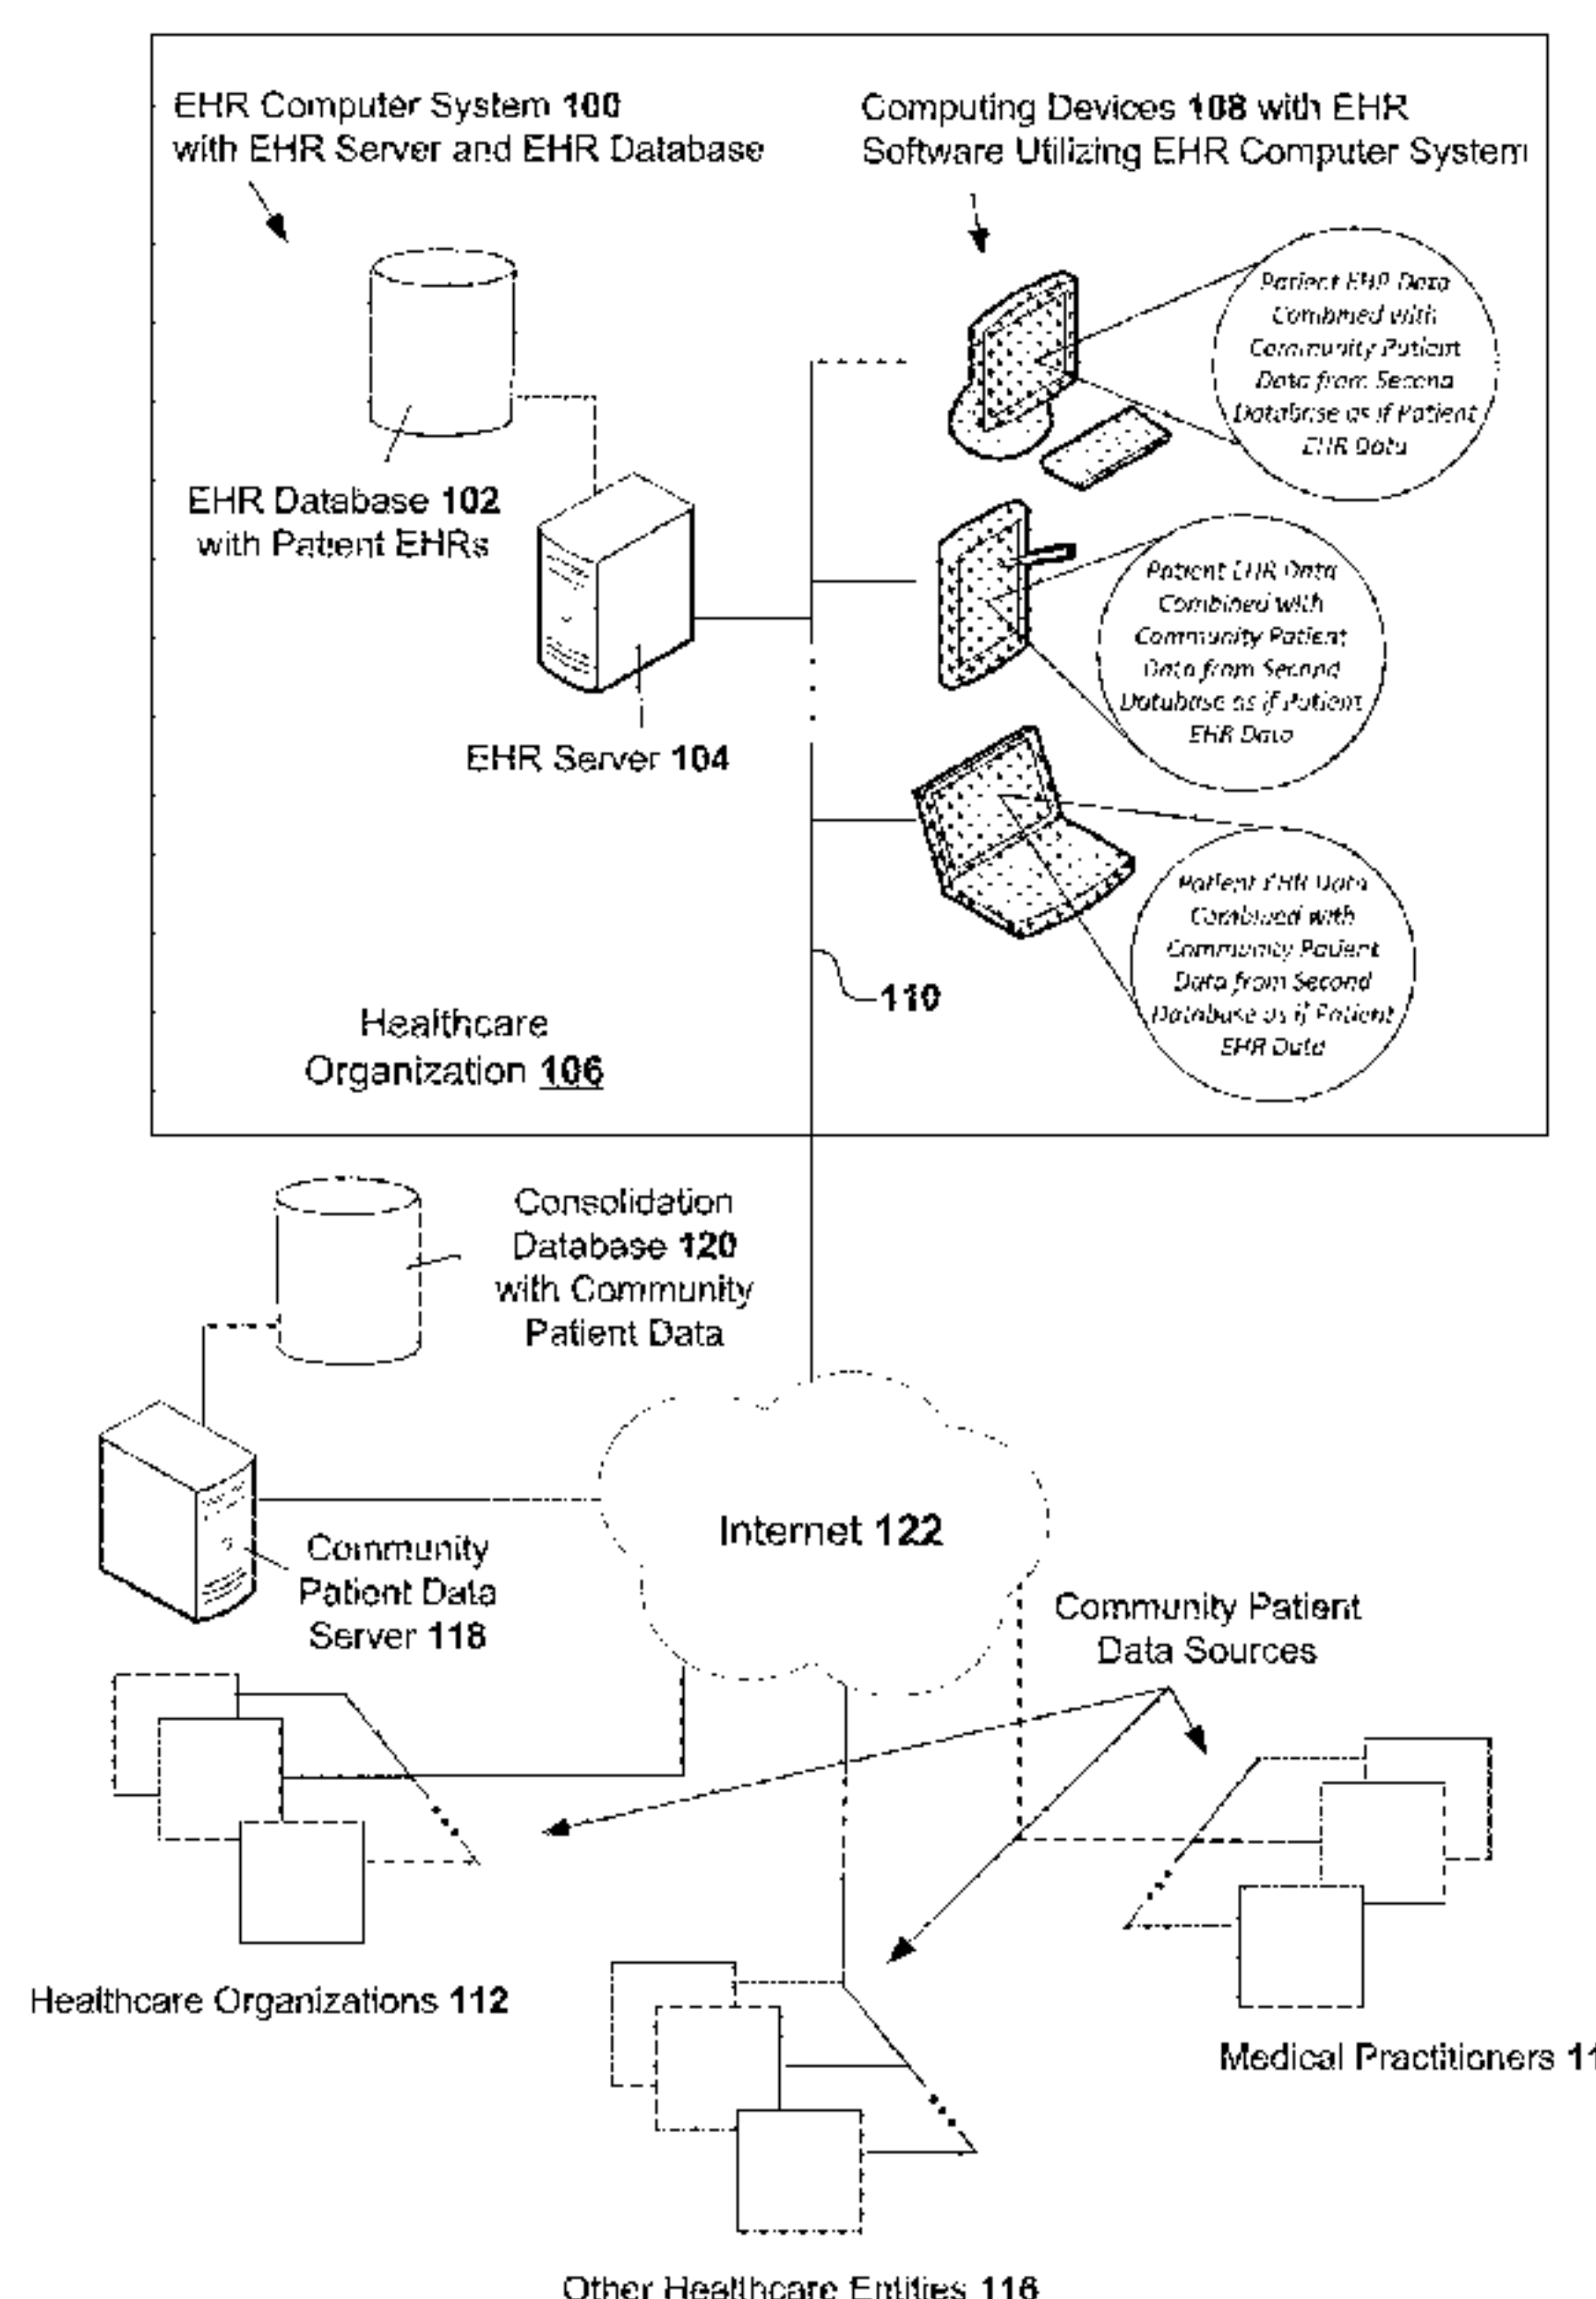 EHR Computer System 100
with EHR Server and EHR Database
Computing Devices 108 with EHR
Software Utilizing EHR Computer System
Patient EHR Data
Combined with
Community Patient
Data from Second
Database as if Patient
EHR Data
EHR Database 102
with Patient EHRs
Patient EHR Data
Combined with
Community Patient
Data from Second
Database as if Patient
EHR Data
EHR Server 104
Patient EHR Data
Combined with
Community Patient
Data from Second
Database as if Patient
EHR Data
110
Healthcare
Organization 106
Consolidation
Database 120
with Community
Patient Data
Internet 122
Community
Patient Data
Server 118
Community Patient
Data Sources
Healthcare Organizations 112
Medical Practitioners
Other Healthcare Entities 116